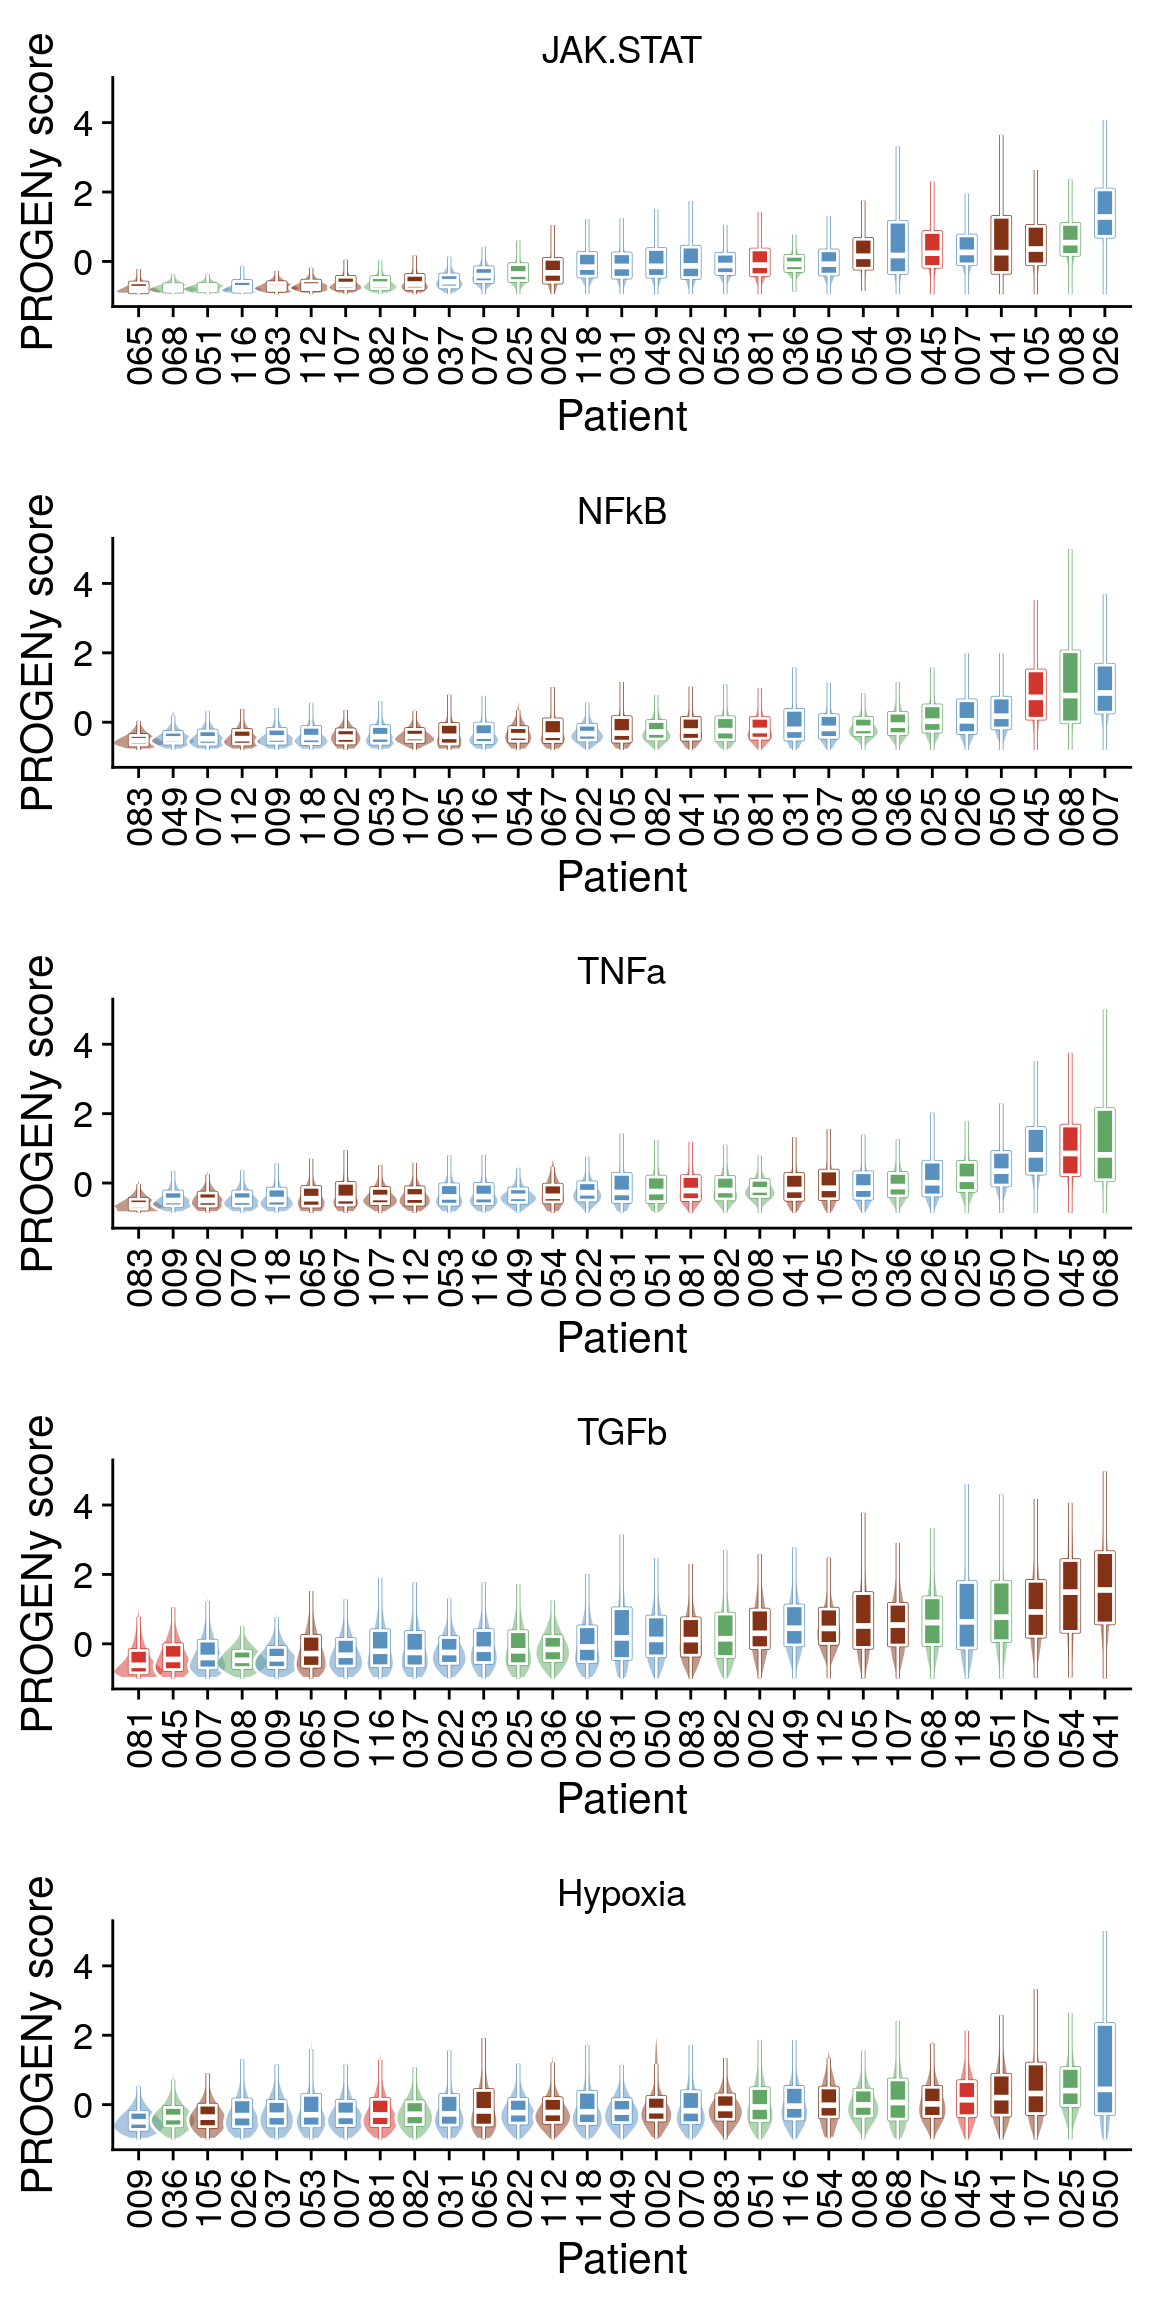 JAK.STAT
PROGENy score
4
2
0
065 068 051 116 083 112 107 082 067 037 070 025 002 118 031 049 022 053 081 036 050 054 009 045 007 041 105 008 026
Patient
NFkB
PROGENy score
4
2
0
083 049 070 112 009 118 002 053 107 065 116 054 067 022 105 082 041 051 081 031 037 008 036 025 026 050 045 068 007
Patient
TNFa
PROGENy score
4
2
0
083 009 002 070 118 065 067 107 112 053 116 049 054 022 031 051 081 082 008 041 105 037 036 026 025 050 007 045 068
Patient
TGFb
PROGENy score
4
2
0
081 045 007 008 009 065 070 116 037 022 053 025 036 026 031 050 083 082 002 049 112 105 107 068 118 051 067 054 041
Patient
Hypoxia
PROGENy score
4
2
0
009 036 105 026 037 053 007 081 082 031 065 022 112 118 049 002 070 083 051 116 054 008 068 067 045 041 107 025 050
Patient